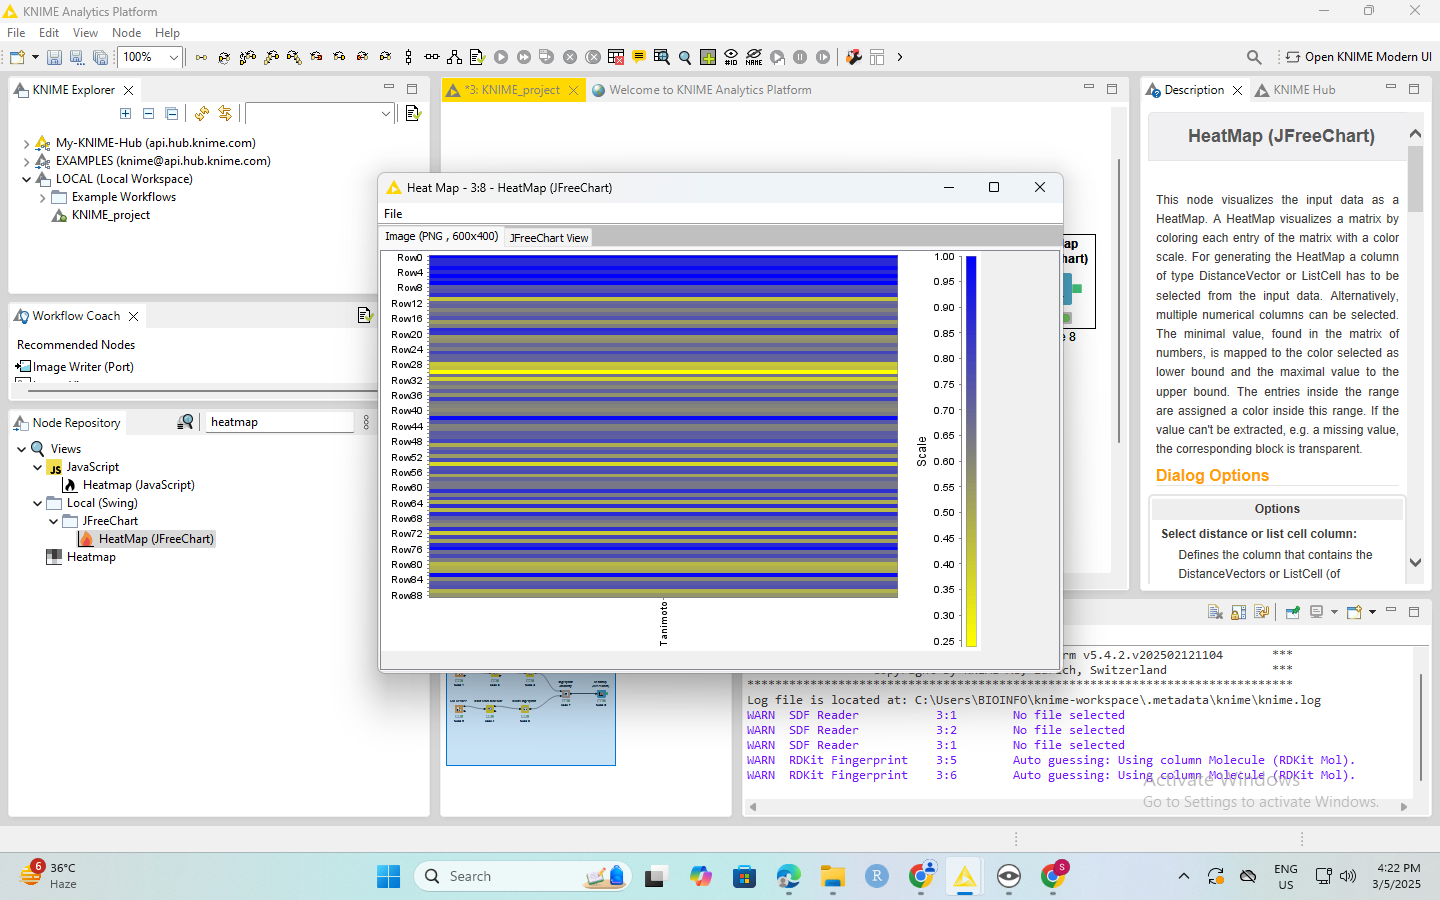 KNIME Analytics Platform
File Edit View Node Help
100%
#ID
NAME
Open KNIME Modern UI
KNIME Explorer
My-KNIME-Hub (api.hub.knime.com)
EXAMPLES (knime@api.hub.knime.com)
LOCAL (Local Workspace)
Example Workflows
KNIME_project
Workflow Coach
Recommended Nodes
Image Writer (Port)
Node Repository
heatmap
Views
JS JavaScript
Heatmap (JavaScript)
Local (Swing)
JFreeChart
HeatMap (JFreeChart)
Heatmap
*3: KNIME_project
Welcome to KNIME Analytics Platform
ap
hart)
e 8
Heat Map - 3:8 - HeatMap (JFreeChart)
File
Image (PNG , 600x400) JFreeChart View
Row0
Row4
Row8
Row12
Row16
Row20
Row24
Row28
Row32
Row36
Row40
Row44
Row48
Row52
Row56
Row60
Row64
Row68
Row72
Row76
Row80
Row84
Row88
Tanimoto
Scale
1.00
0.95
0.90
0.85
0.80
0.75
0.70
0.65
0.60
0.55
0.50
0.45
0.40
0.35
0.30
0.25
Description
KNIME Hub
HeatMap (JFreeChart)
This node visualizes the input data as a
HeatMap. A HeatMap visualizes a matrix by
coloring each entry of the matrix with a color
scale. For generating the HeatMap a column
of type DistanceVector or ListCell has to be
selected from the input data. Alternatively,
multiple numerical columns can be selected.
The minimal value, found in the matrix of
numbers, is mapped to the color selected as
lower bound and the maximal value to the
upper bound. The entries inside the range
are assigned a color inside this range. If the
value can't be extracted, e.g. a missing value,
the corresponding block is transparent.
Dialog Options
Options
Select distance or list cell column:
Defines the column that contains the
DistanceVectors or ListCell (of
rm v5.4.2.v202502121104 ***
ch, Switzerland ***
Log file is located at: C:\Users\BIOINFO\knime-workspace\.metadata\knime\knime.log
WARN SDF Reader 3:1 No file selected
WARN SDF Reader 3:2 No file selected
WARN SDF Reader 3:1 No file selected
WARN RDKit Fingerprint 3:5 Auto guessing: Using column Molecule (RDKit Mol).
WARN RDKit Fingerprint 3:6 Auto guessing: Using column Molecule (RDKit Mol).
Activate Windows
Go to Settings to activate Windows.
6
36°C
Haze
Search
R
S
ENG
US
4:22 PM
3/5/2025